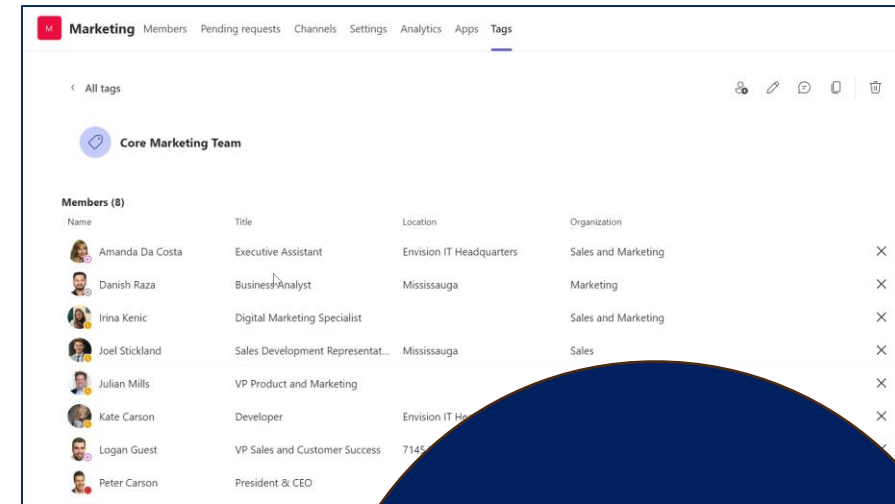 M Marketing Members Pending requests Channels Settings Analytics Apps Tags
All tags
Core Marketing Team
Members (8)
Name Title Location Organization
Amanda Da Costa Executive Assistant Envision IT Headquarters Sales and Marketing
Danish Raza Business Analyst Mississauga Marketing
Irina Kenic Digital Marketing Specialist Sales and Marketing
Joel Stickland Sales Development Representat... Mississauga Sales
Julian Mills VP Product and Marketing
Kate Carson Developer Envision IT
Logan Guest VP Sales and Customer Success 7145
Peter Carson President & CEO